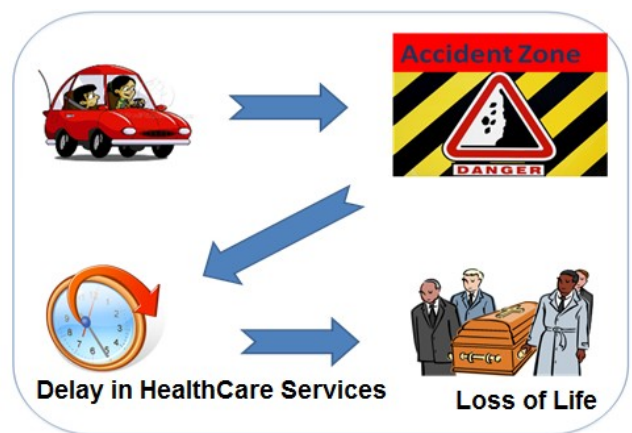 Accident Zone
DANGER
Delay in HealthCare Services
Loss of Life